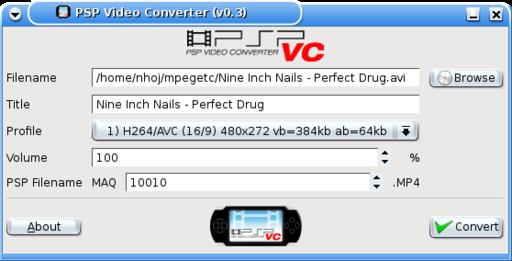 PSP Video Converter (v0.3)
PSP
PSP VIDEO CONVERTER VC
Filename /home/nhoj/mpegetc/Nine Inch Nails - Perfect Drug.avi Browse
Title Nine Inch Nails - Perfect Drug
Profile 1) H264/AVC (16/9) 480x272 vb=384kb ab=64kb
Volume 100 %
PSP Filename MAQ 10010 .MP4
About PSP VC Convert